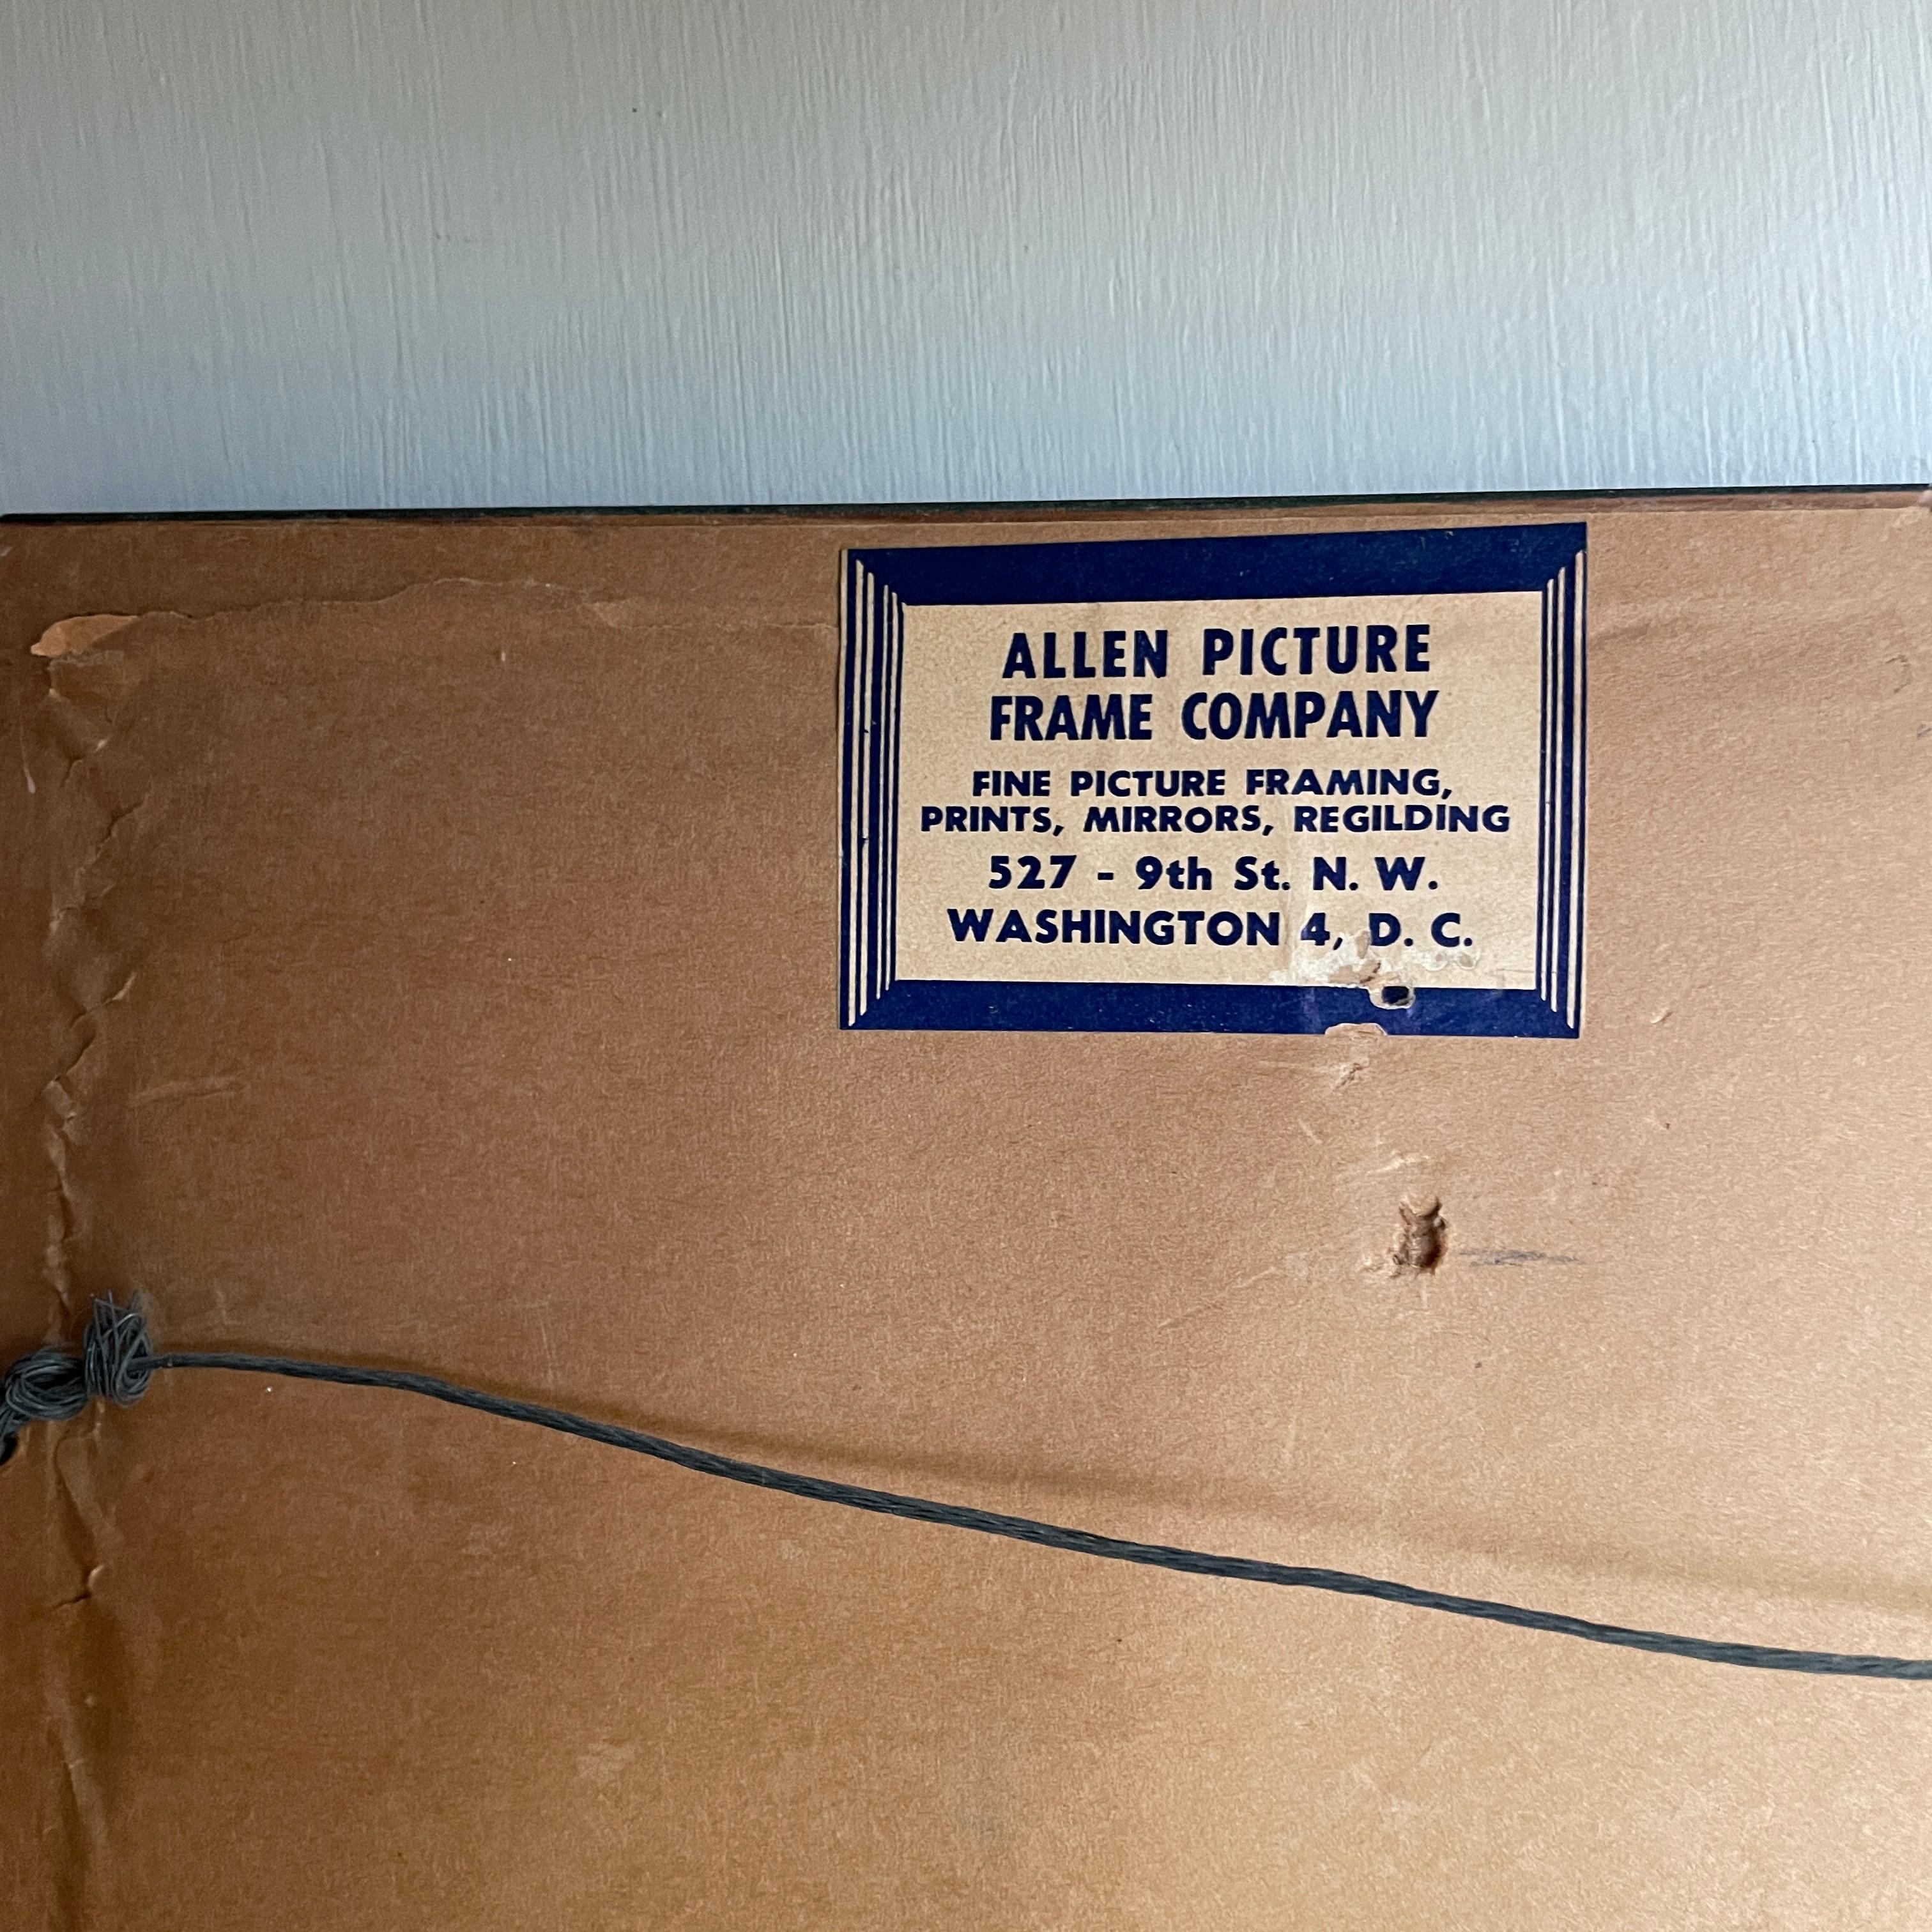 ALLEN PICTURE
FRAME COMPANY
FINE PICTURE FRAMING,
PRINTS, MIRRORS, REGILDING
527 - 9th St. N. W.
WASHINGTON 4, D. C.